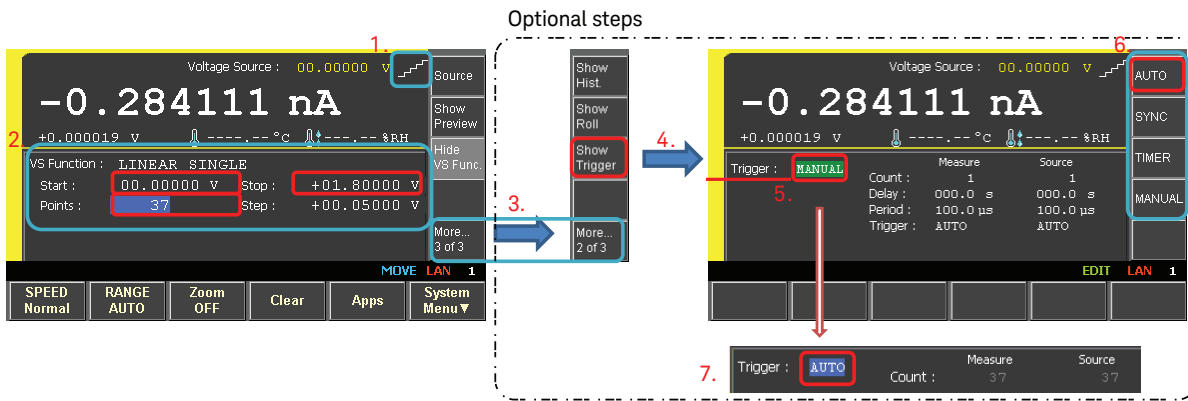 Optional steps
1.
Voltage Source : 00.00000 V
Source
-0.284111 nA
Show Preview
+0.000019 V ----.--°C ---.-- %RH
Hide VS Func.
2.
VS Function : LINEAR SINGLE
Start : 00.00000 V Stop : +01.80000 V
Points : 37 Step : +00.05000 V
More... 3 of 3
MOVE LAN 1
SPEED Normal
RANGE AUTO
Zoom OFF
Clear
Apps
System Menu▼
3.
Show Hist.
Show Roll
Show Trigger
More... 2 of 3
4.
6.
Voltage Source : 00.00000 V
AUTO
-0.284111 nA
SYNC
+0.000019 V ----.--°C ---.-- %RH
TIMER
Trigger : MANUAL
5.
Measure Source
Count : 1 1
Delay : 000.0 s 000.0 s
MANUAL
Period : 100.0 µs 100.0 µs
Trigger : AUTO AUTO
EDIT LAN 1
7.
Trigger : AUTO
Measure Source
Count : 37 37